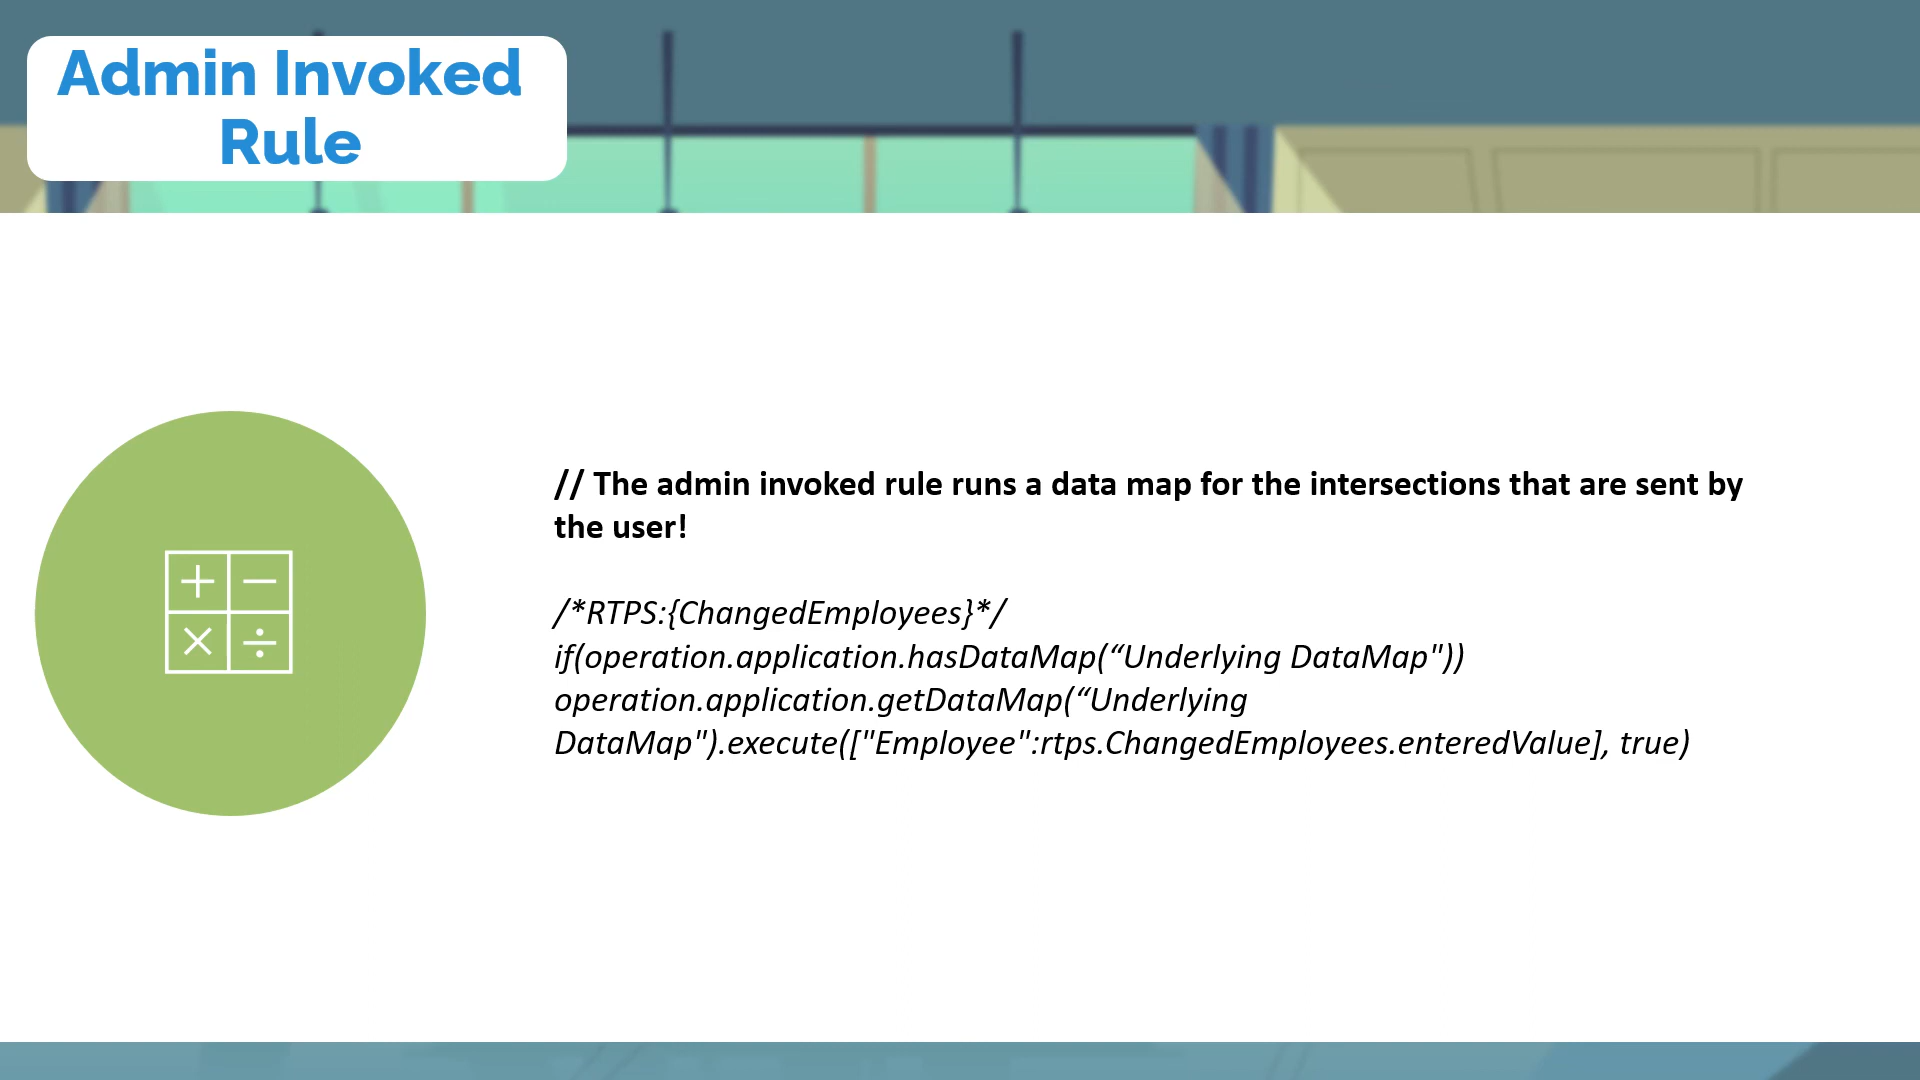 Admin Invoked
Rule
// The admin invoked rule runs a data map for the intersections that are sent by
the user!
/*RTPS:{ChangedEmployees}*/
if(operation.application.hasDataMap(“Underlying DataMap"))
operation.application.getDataMap(“Underlying
DataMap").execute(["Employee":rtps.ChangedEmployees.enteredValue], true)